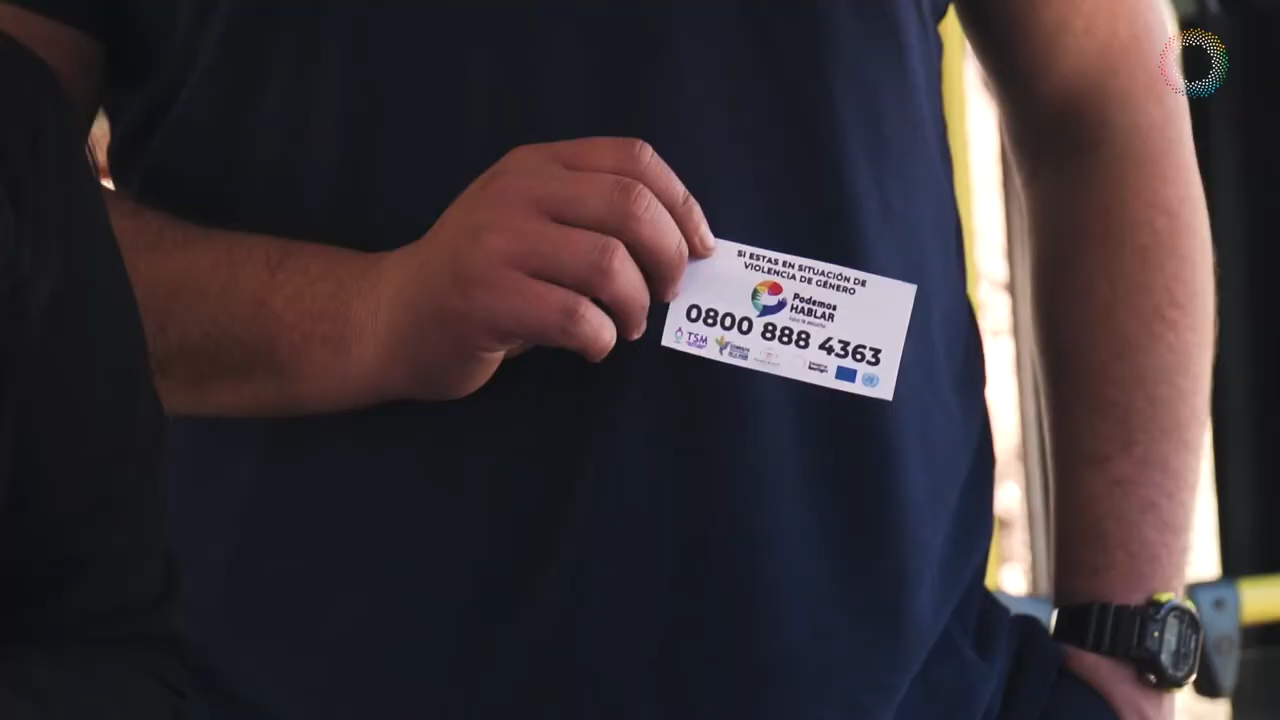 SI ESTAS EN SITUACIÓN DE
VIOLENCIA DE GÉNERO
Podemos
HABLAR
0800 888 4363
TSM